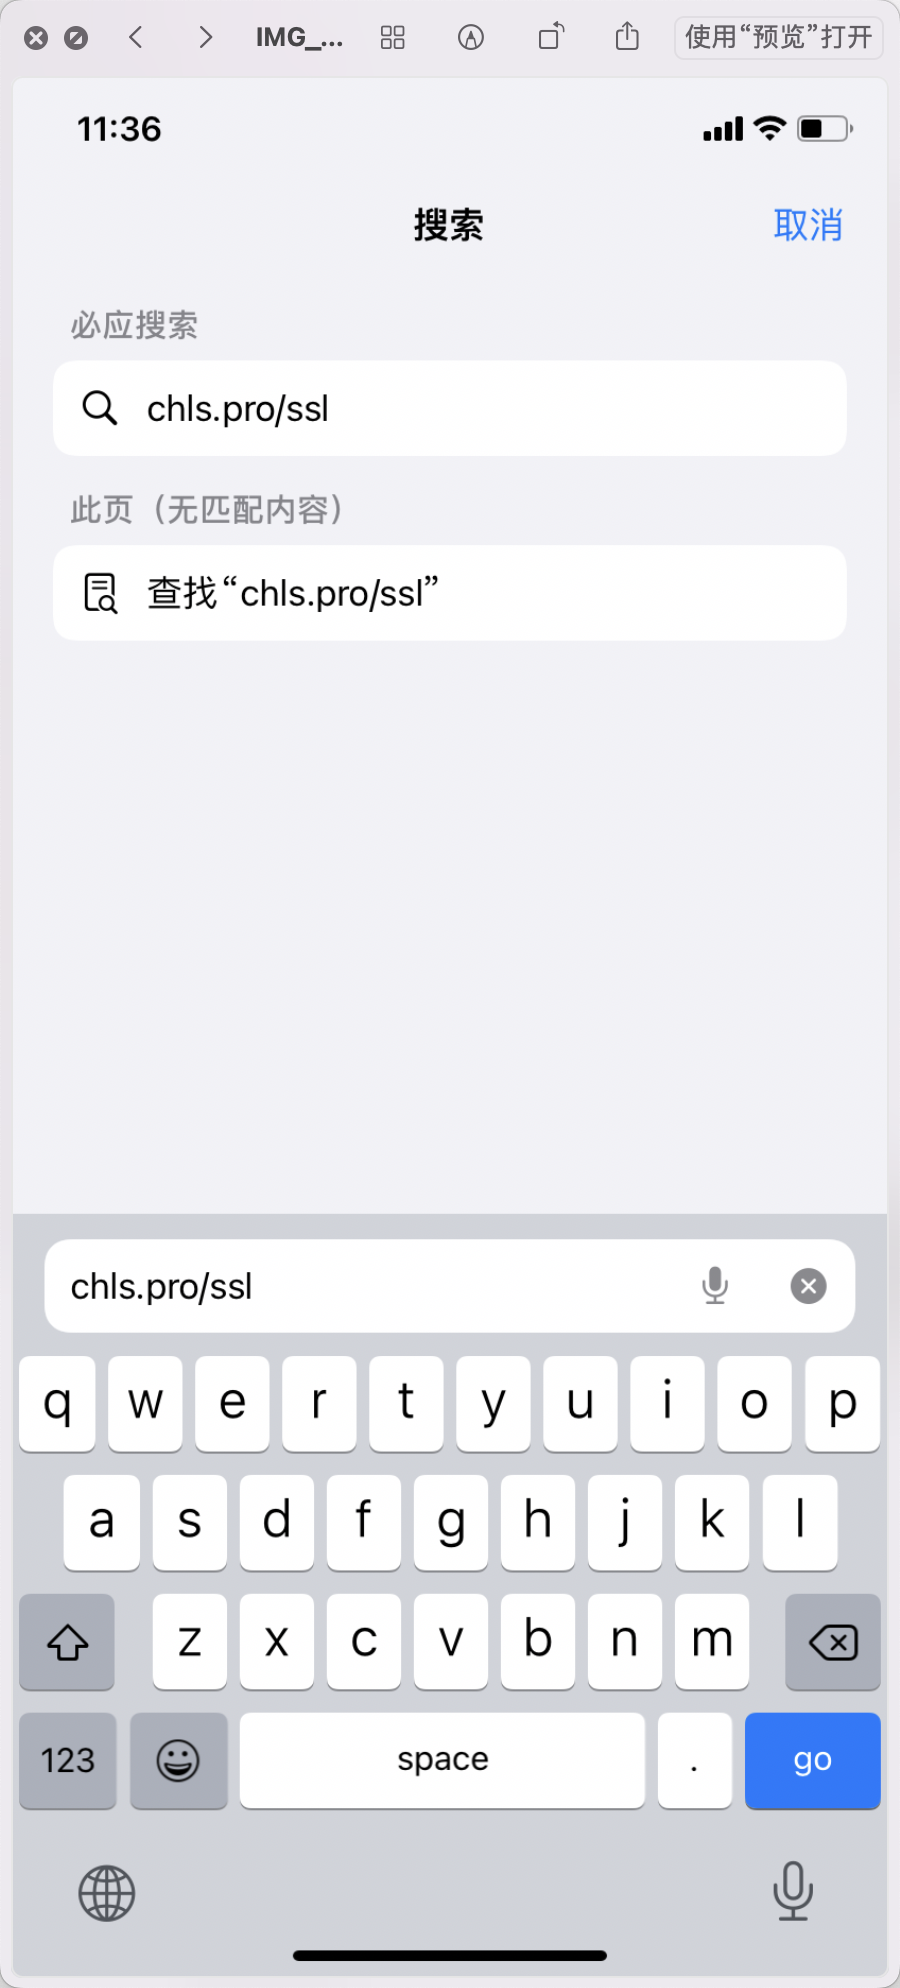 IMG_...
使用“预览”打开
11:36
搜索
取消
必应搜索
chls.pro/ssl
此页（无匹配内容）
查找“chls.pro/ssl”
chls.pro/ssl
q w e r t y u i o p
a s d f g h j k l
z x c v b n m
123 space . go